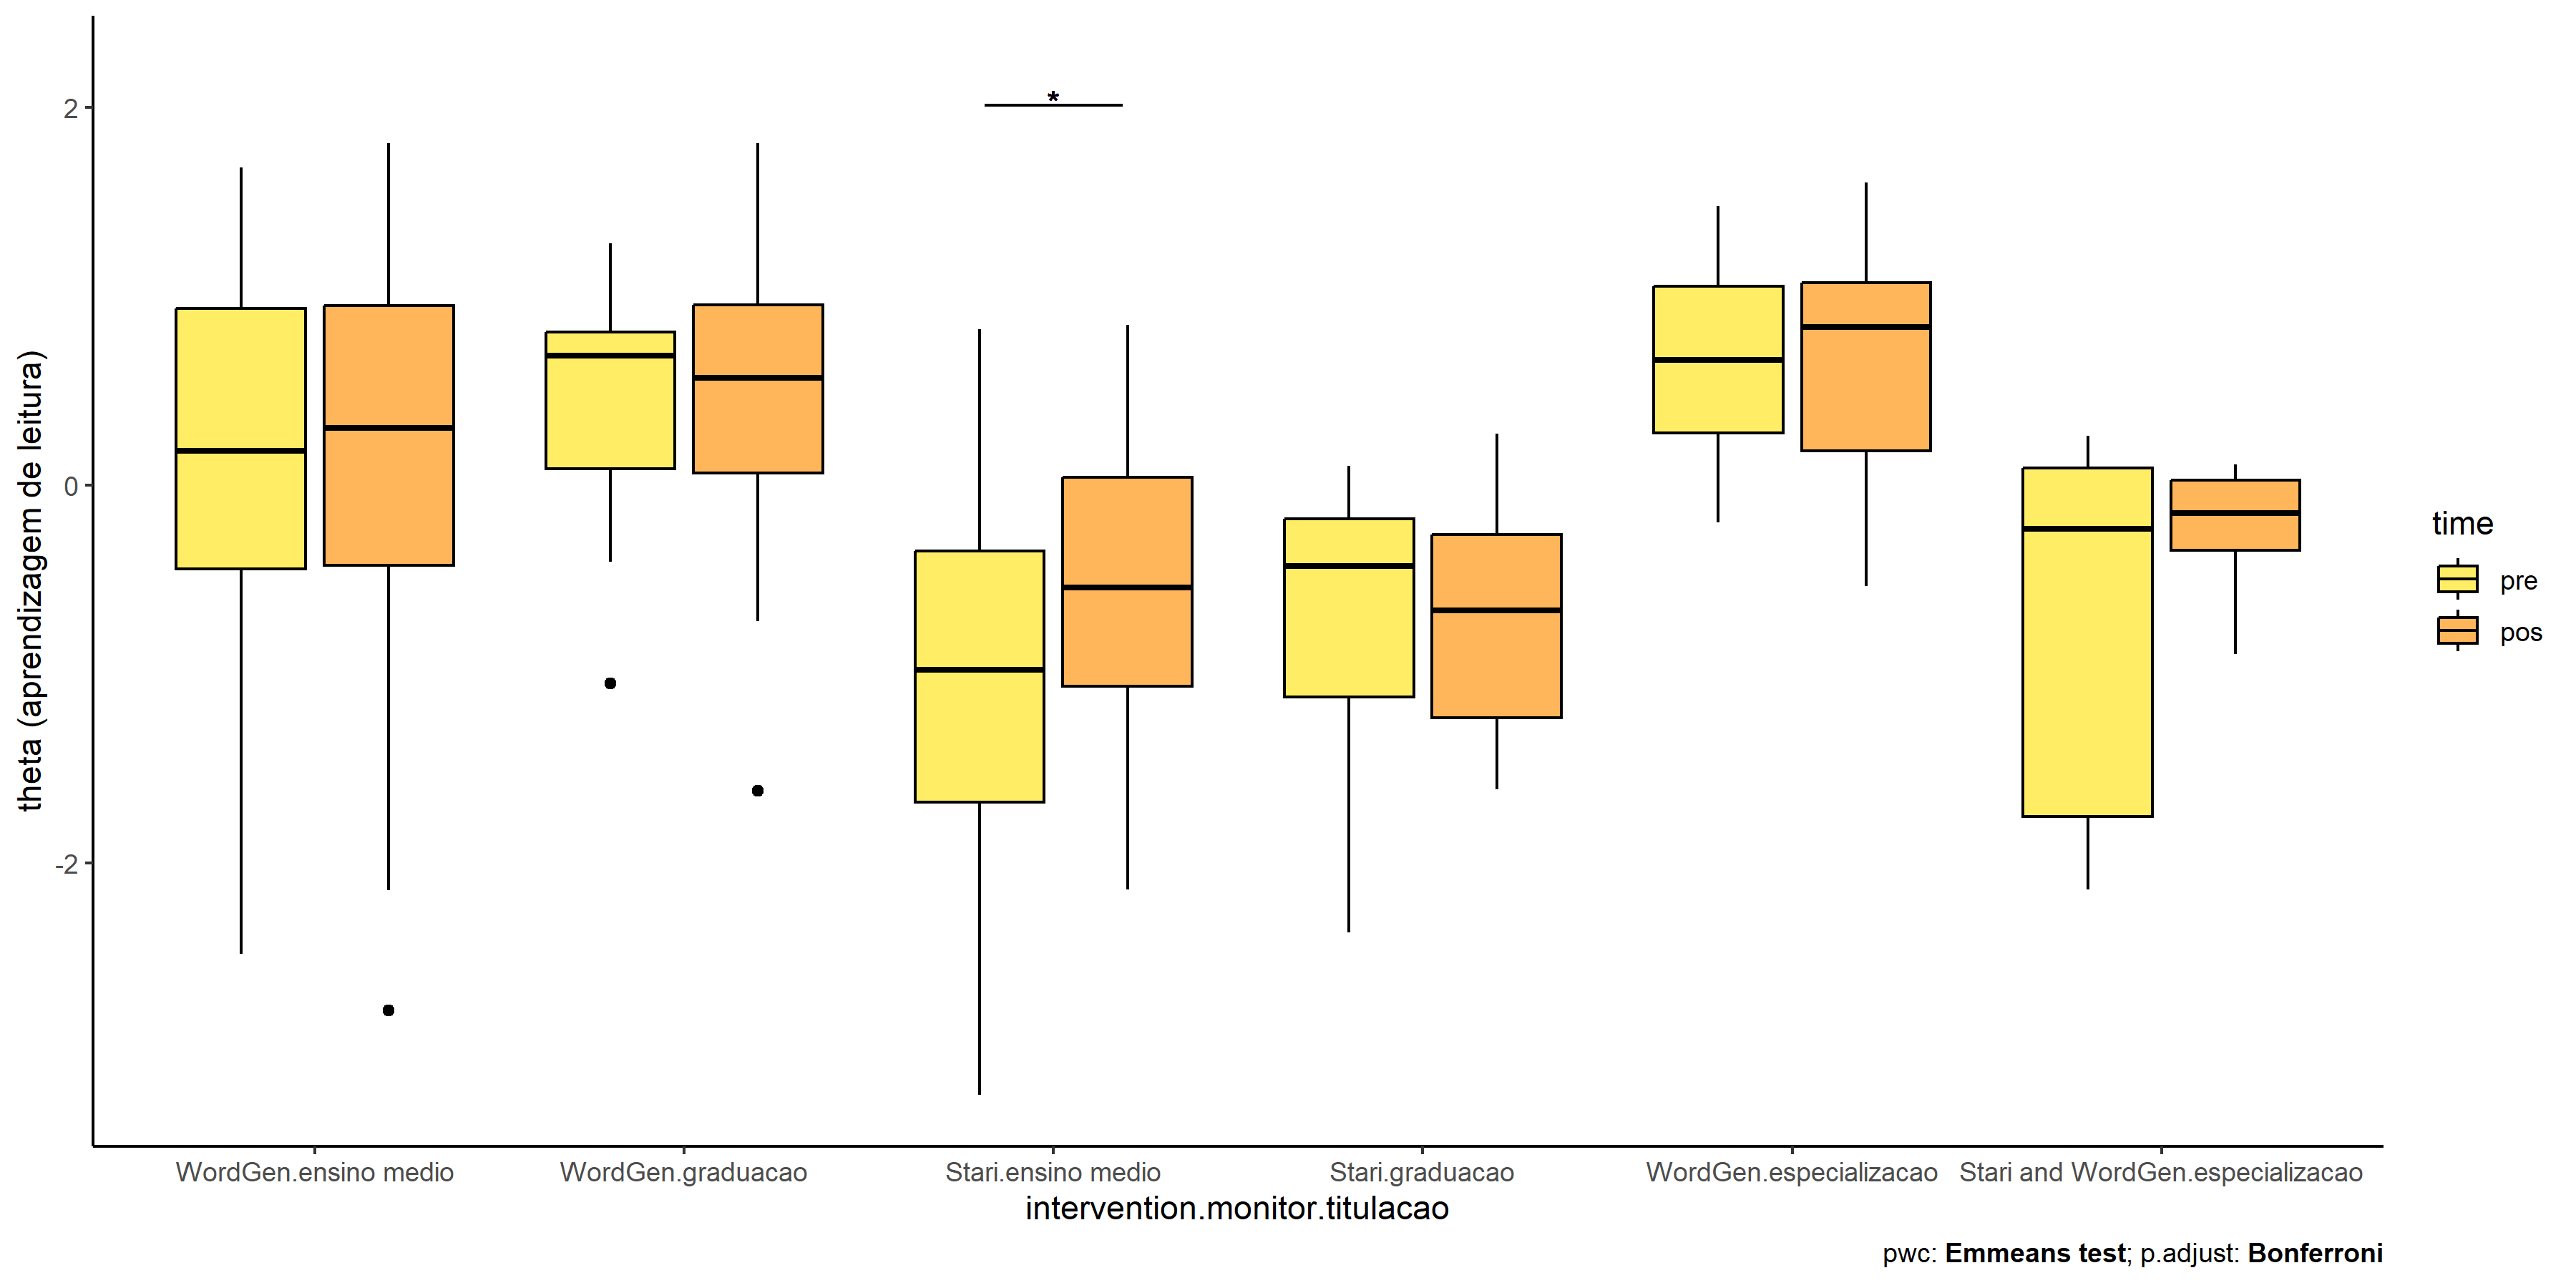 2
*
0
-2
theta (aprendizagem de leitura)
WordGen.ensino medio
WordGen.graduacao
Stari.ensino medio
Stari.graduacao
WordGen.especializacao
Stari and WordGen.especializacao
intervention.monitor.titulacao
time
pre
pos
pwc: Emmeans test; p.adjust: Bonferroni